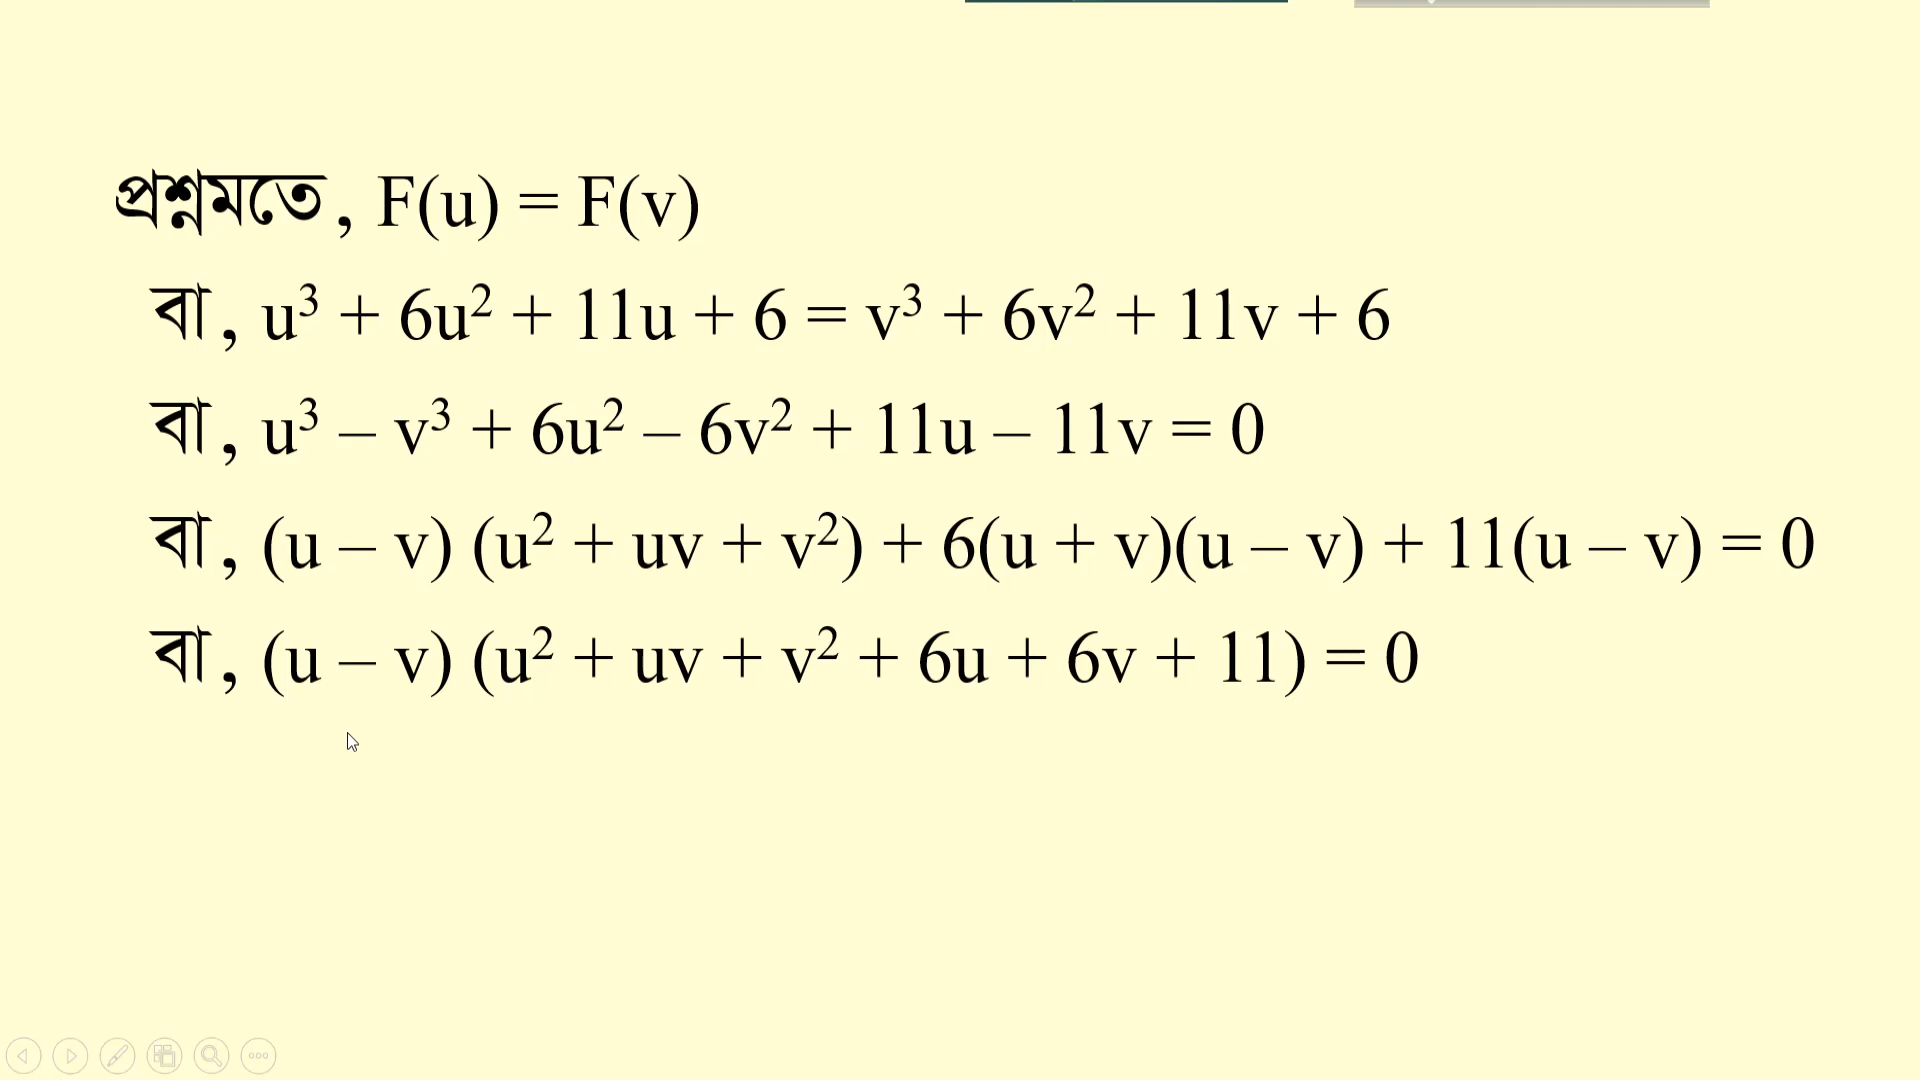 প্রশ্নমতে, F(u) = F(v)
বা, u³ + 6u² + 11u + 6 = v³ + 6v² + 11v + 6
বা, u³ – v³ + 6u² – 6v² + 11u – 11v = 0
বা, (u – v) (u² + uv + v²) + 6(u + v)(u – v) + 11(u – v) = 0
বা, (u – v) (u² + uv + v² + 6u + 6v + 11) = 0